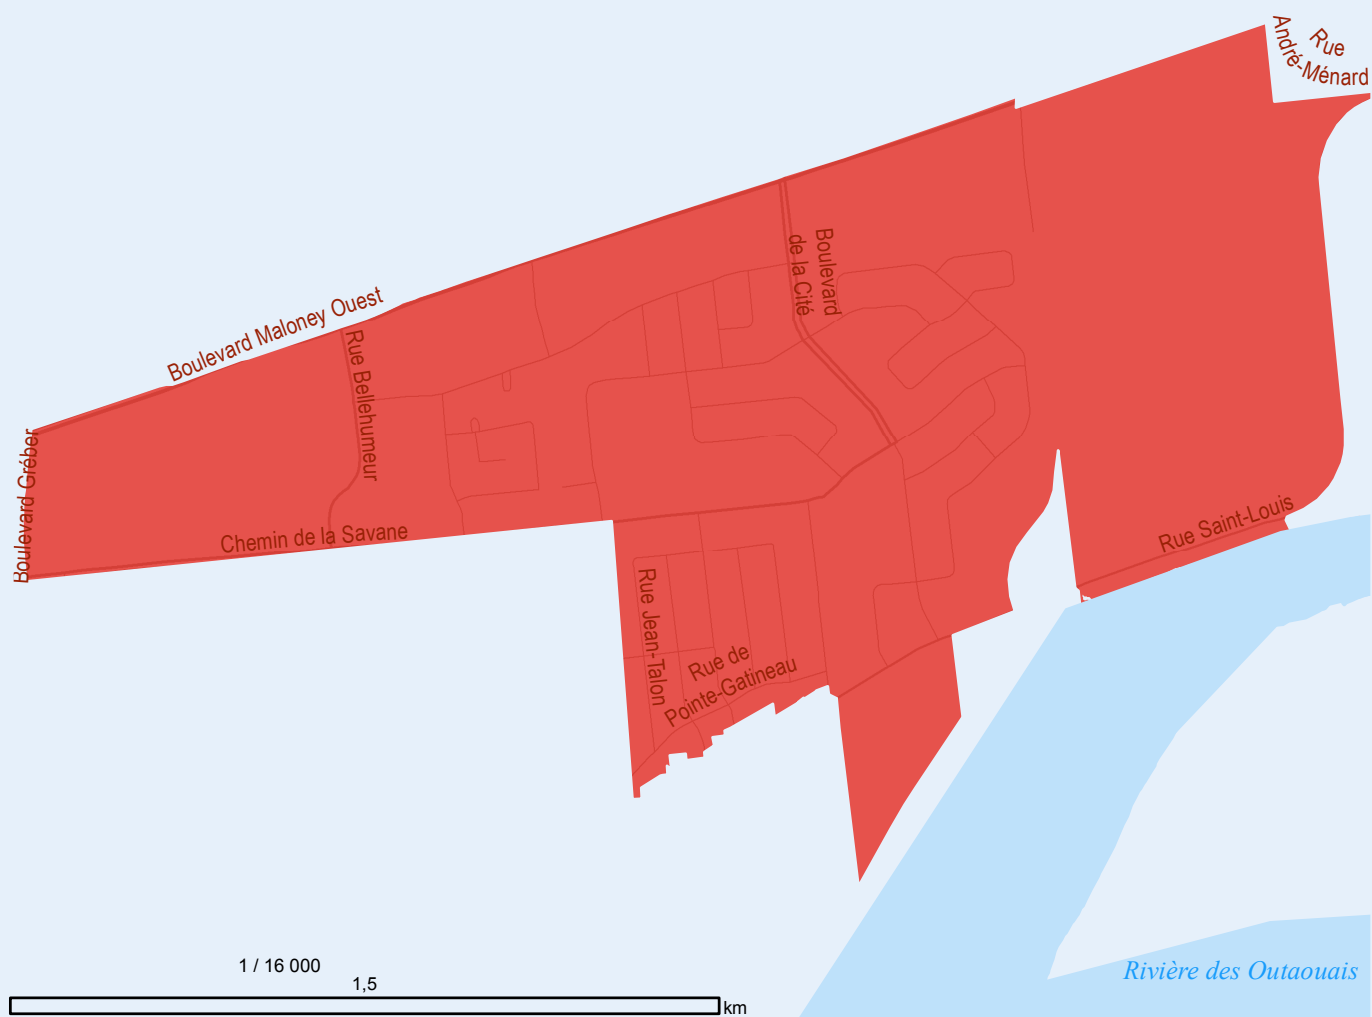 Rue
André-Ménard
Boulevard
de la Cité
Boulevard Maloney Ouest
Rue Bellehumeur
Boulevard Gréber
Chemin de la Savane
Rue Saint-Louis
Rue Jean-Talon
Rue de
Pointe-Gatineau
Rivière des Outaouais
1 / 16 000
1,5
km